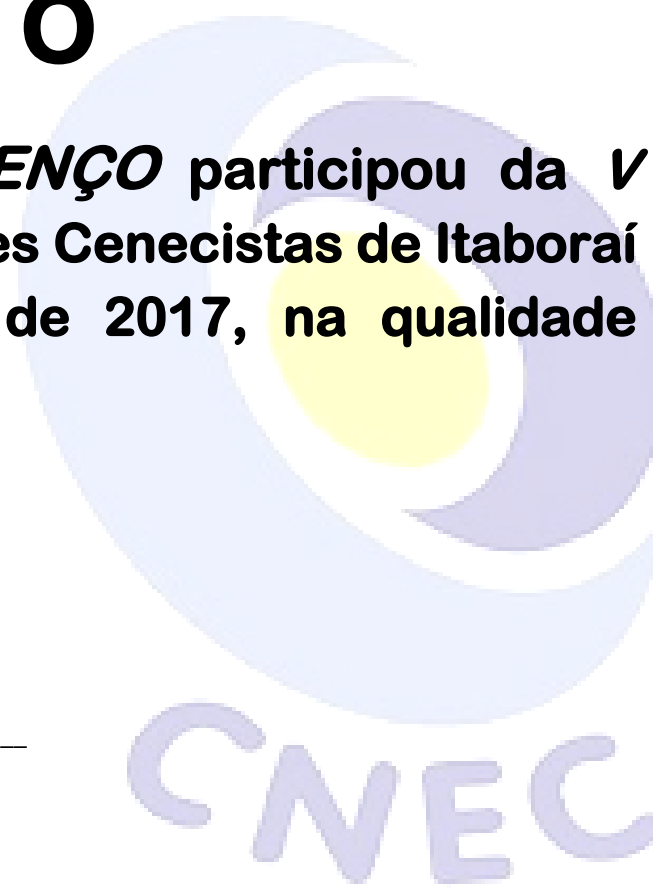 O
ENÇO participou da V
es Cenecistas de Itaboraí
de 2017, na qualidade
CNEC